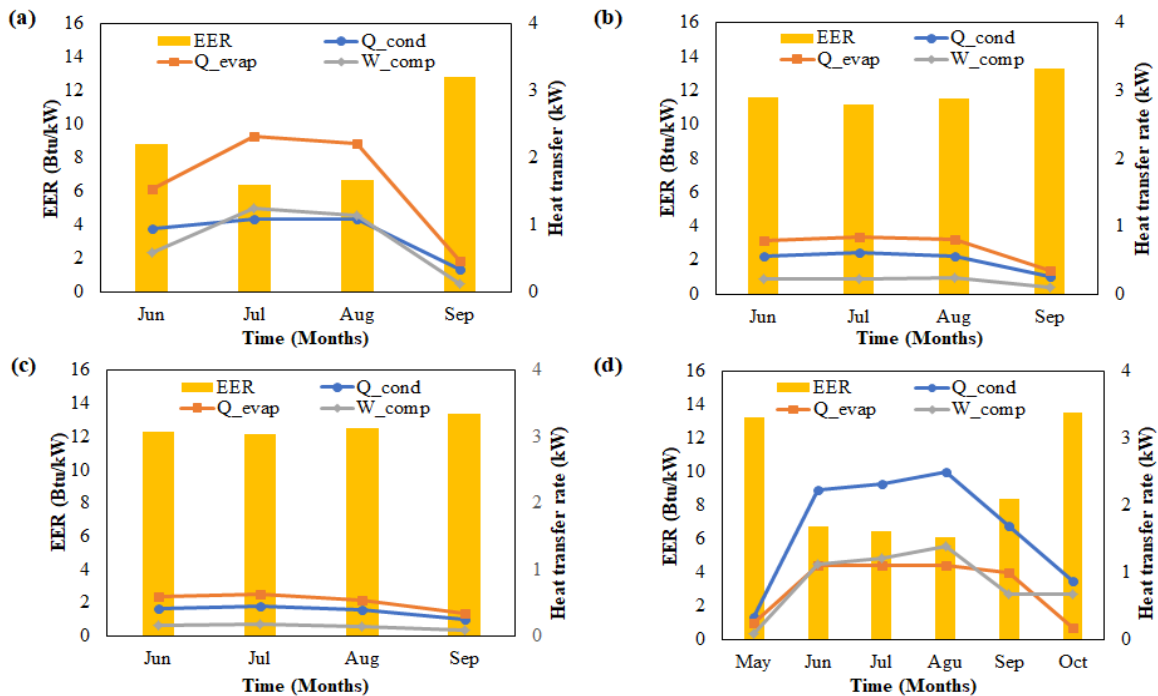 (a)
EER
Q_cond
Q_evap
W_comp
16
14
12
10
8
6
4
2
0
4
3
2
1
0
EER (Btu/kW)
Heat transfer (kW)
Jun Jul Aug Sep
Time (Months)
(b)
EER
Q_cond
Q_evap
W_comp
16
14
12
10
8
6
4
2
0
4
3
2
1
0
EER (Btu/kW)
Heat transfer rate (kW)
Jun Jul Aug Sep
Time (Months)
(c)
EER
Q_cond
Q_evap
W_comp
16
14
12
10
8
6
4
2
0
4
3
2
1
0
EER (Btu/kW)
Heat transfer rate (kW)
Jun Jul Aug Sep
Time (Months)
(d)
EER
Q_cond
Q_evap
W_comp
16
14
12
10
8
6
4
2
0
4
3
2
1
0
EER (Btu/kW)
Heat transfer rate (kW)
May Jun Jul Agu Sep Oct
Time (Months)